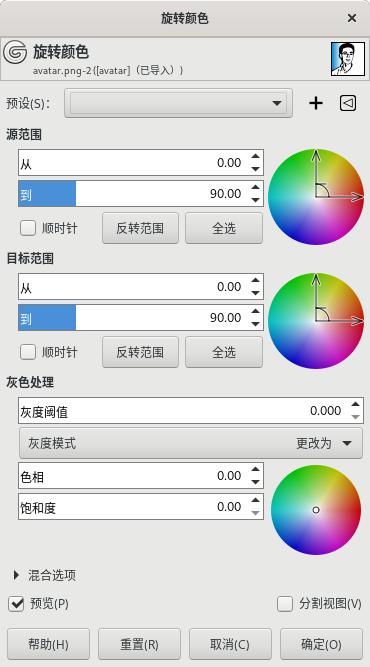 旋转颜色
旋转颜色
avatar.png-2 ([avatar]（已导入）)
预设(S)：
源范围
从 0.00
到 90.00
顺时针 反转范围 全选
目标范围
从 0.00
到 90.00
顺时针 反转范围 全选
灰色处理
灰度阈值 0.000
灰度模式 更改为
色相 0.00
饱和度 0.00
混合选项
预览(P) 分割视图(V)
帮助(H) 重置(R) 取消(C) 确定(O)